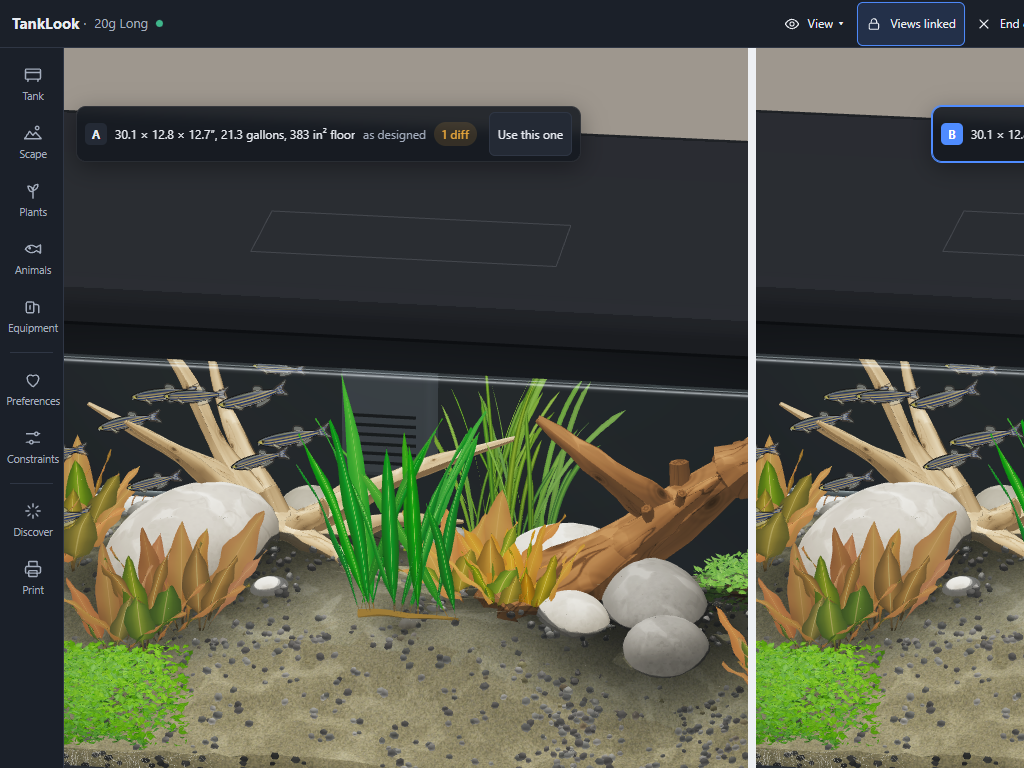 TankLook · 20g Long
View
Views linked
End
Tank
Scape
Plants
Animals
Equipment
Preferences
Constraints
Discover
Print
A 30.1 × 12.8 × 12.7", 21.3 gallons, 383 in² floor as designed 1 diff Use this one
B 30.1 × 12.